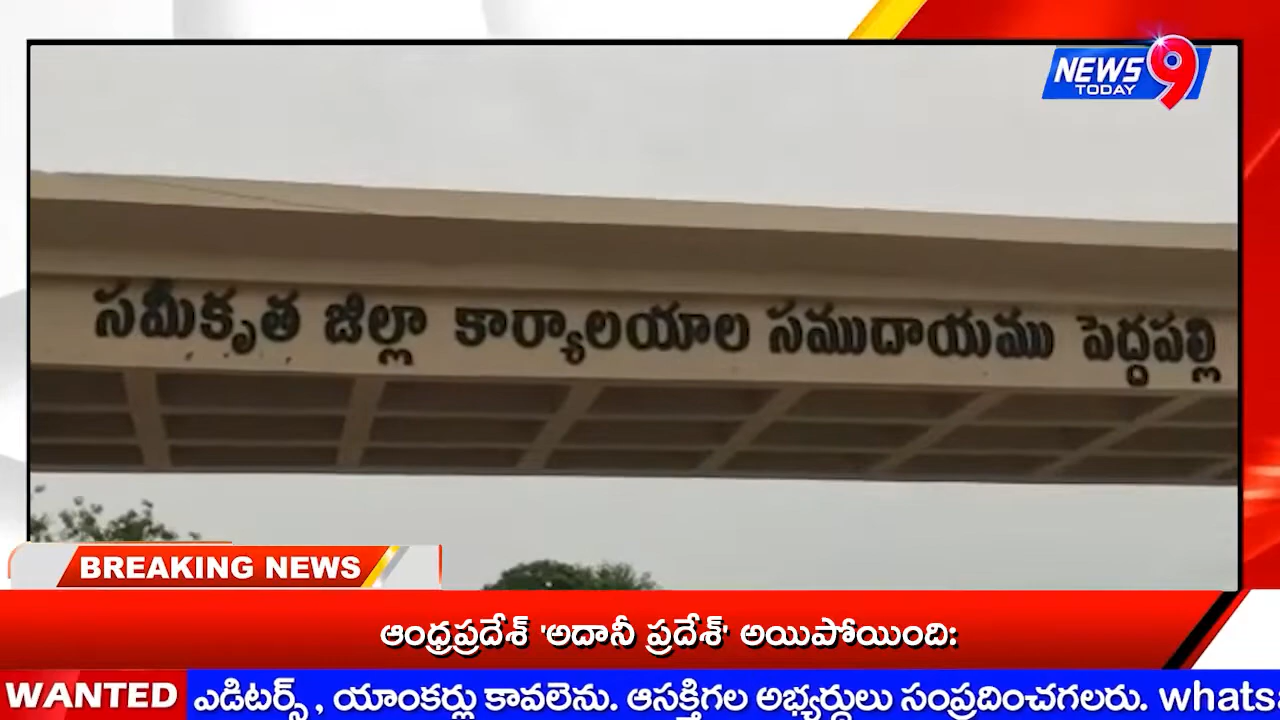 NEWS 9
TODAY
సమీకృత జిల్లా కార్యాలయాల సముదాయము పెద్దపల్లి
BREAKING NEWS
ఆంధ్రప్రదేశ్ 'అదానీ ప్రదేశ్' అయిపోయింది:
WANTED ఎడిటర్స్ , యాంకర్లు కావలెను. ఆసక్తిగల అభ్యర్దులు సంప్రదించగలరు. whats